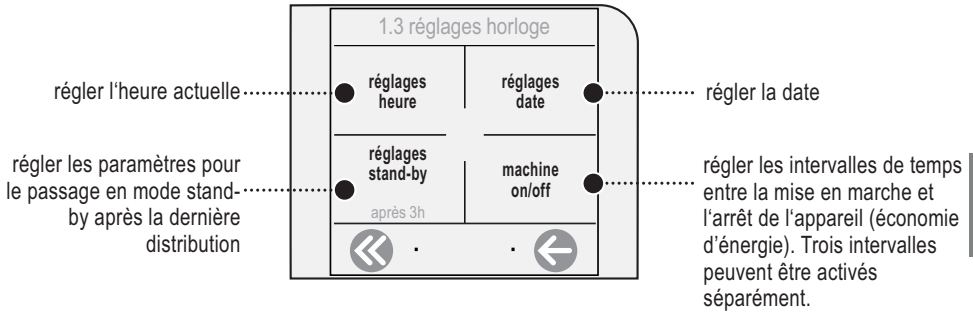 1.3 réglages horloge
régler l‘heure actuelle
réglages
heure
réglages
date
régler la date
régler les paramètres pour
le passage en mode stand-
by après la dernière
distribution
réglages
stand-by
après 3h
machine
on/off
régler les intervalles de temps
entre la mise en marche et
l‘arrêt de l‘appareil (économie
d’énergie). Trois intervalles
peuvent être activés
séparément.